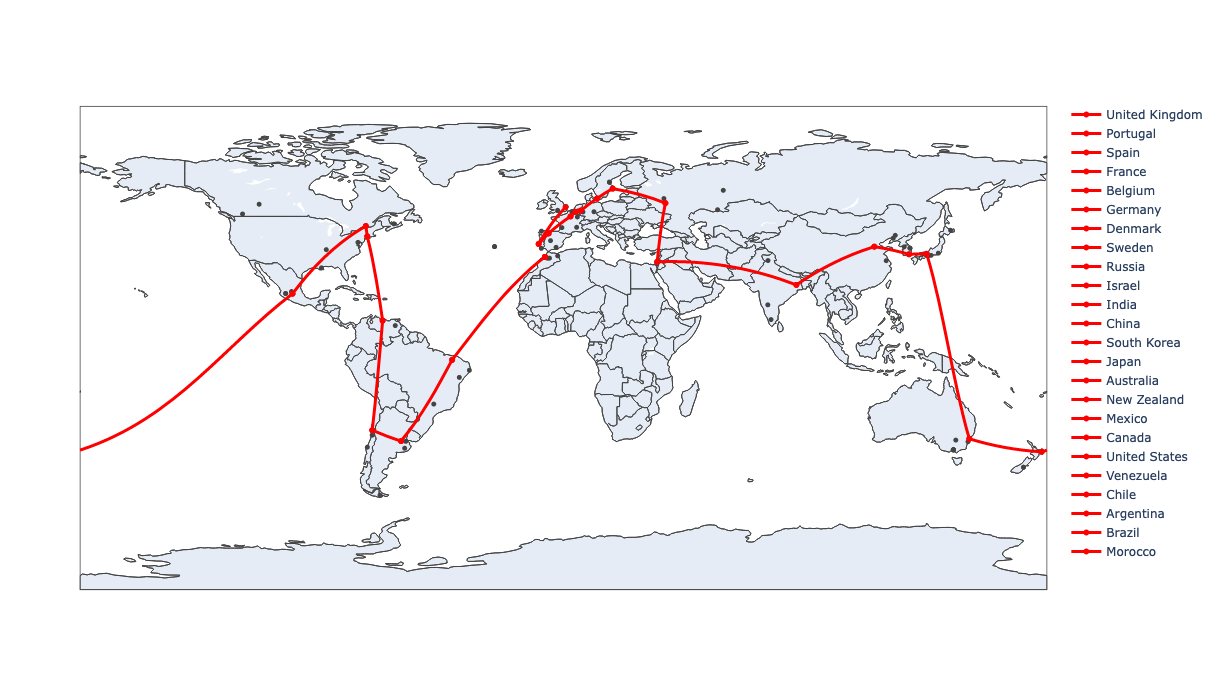 United Kingdom
Portugal
Spain
France
Belgium
Germany
Denmark
Sweden
Russia
Israel
India
China
South Korea
Japan
Australia
New Zealand
Mexico
Canada
United States
Venezuela
Chile
Argentina
Brazil
Morocco